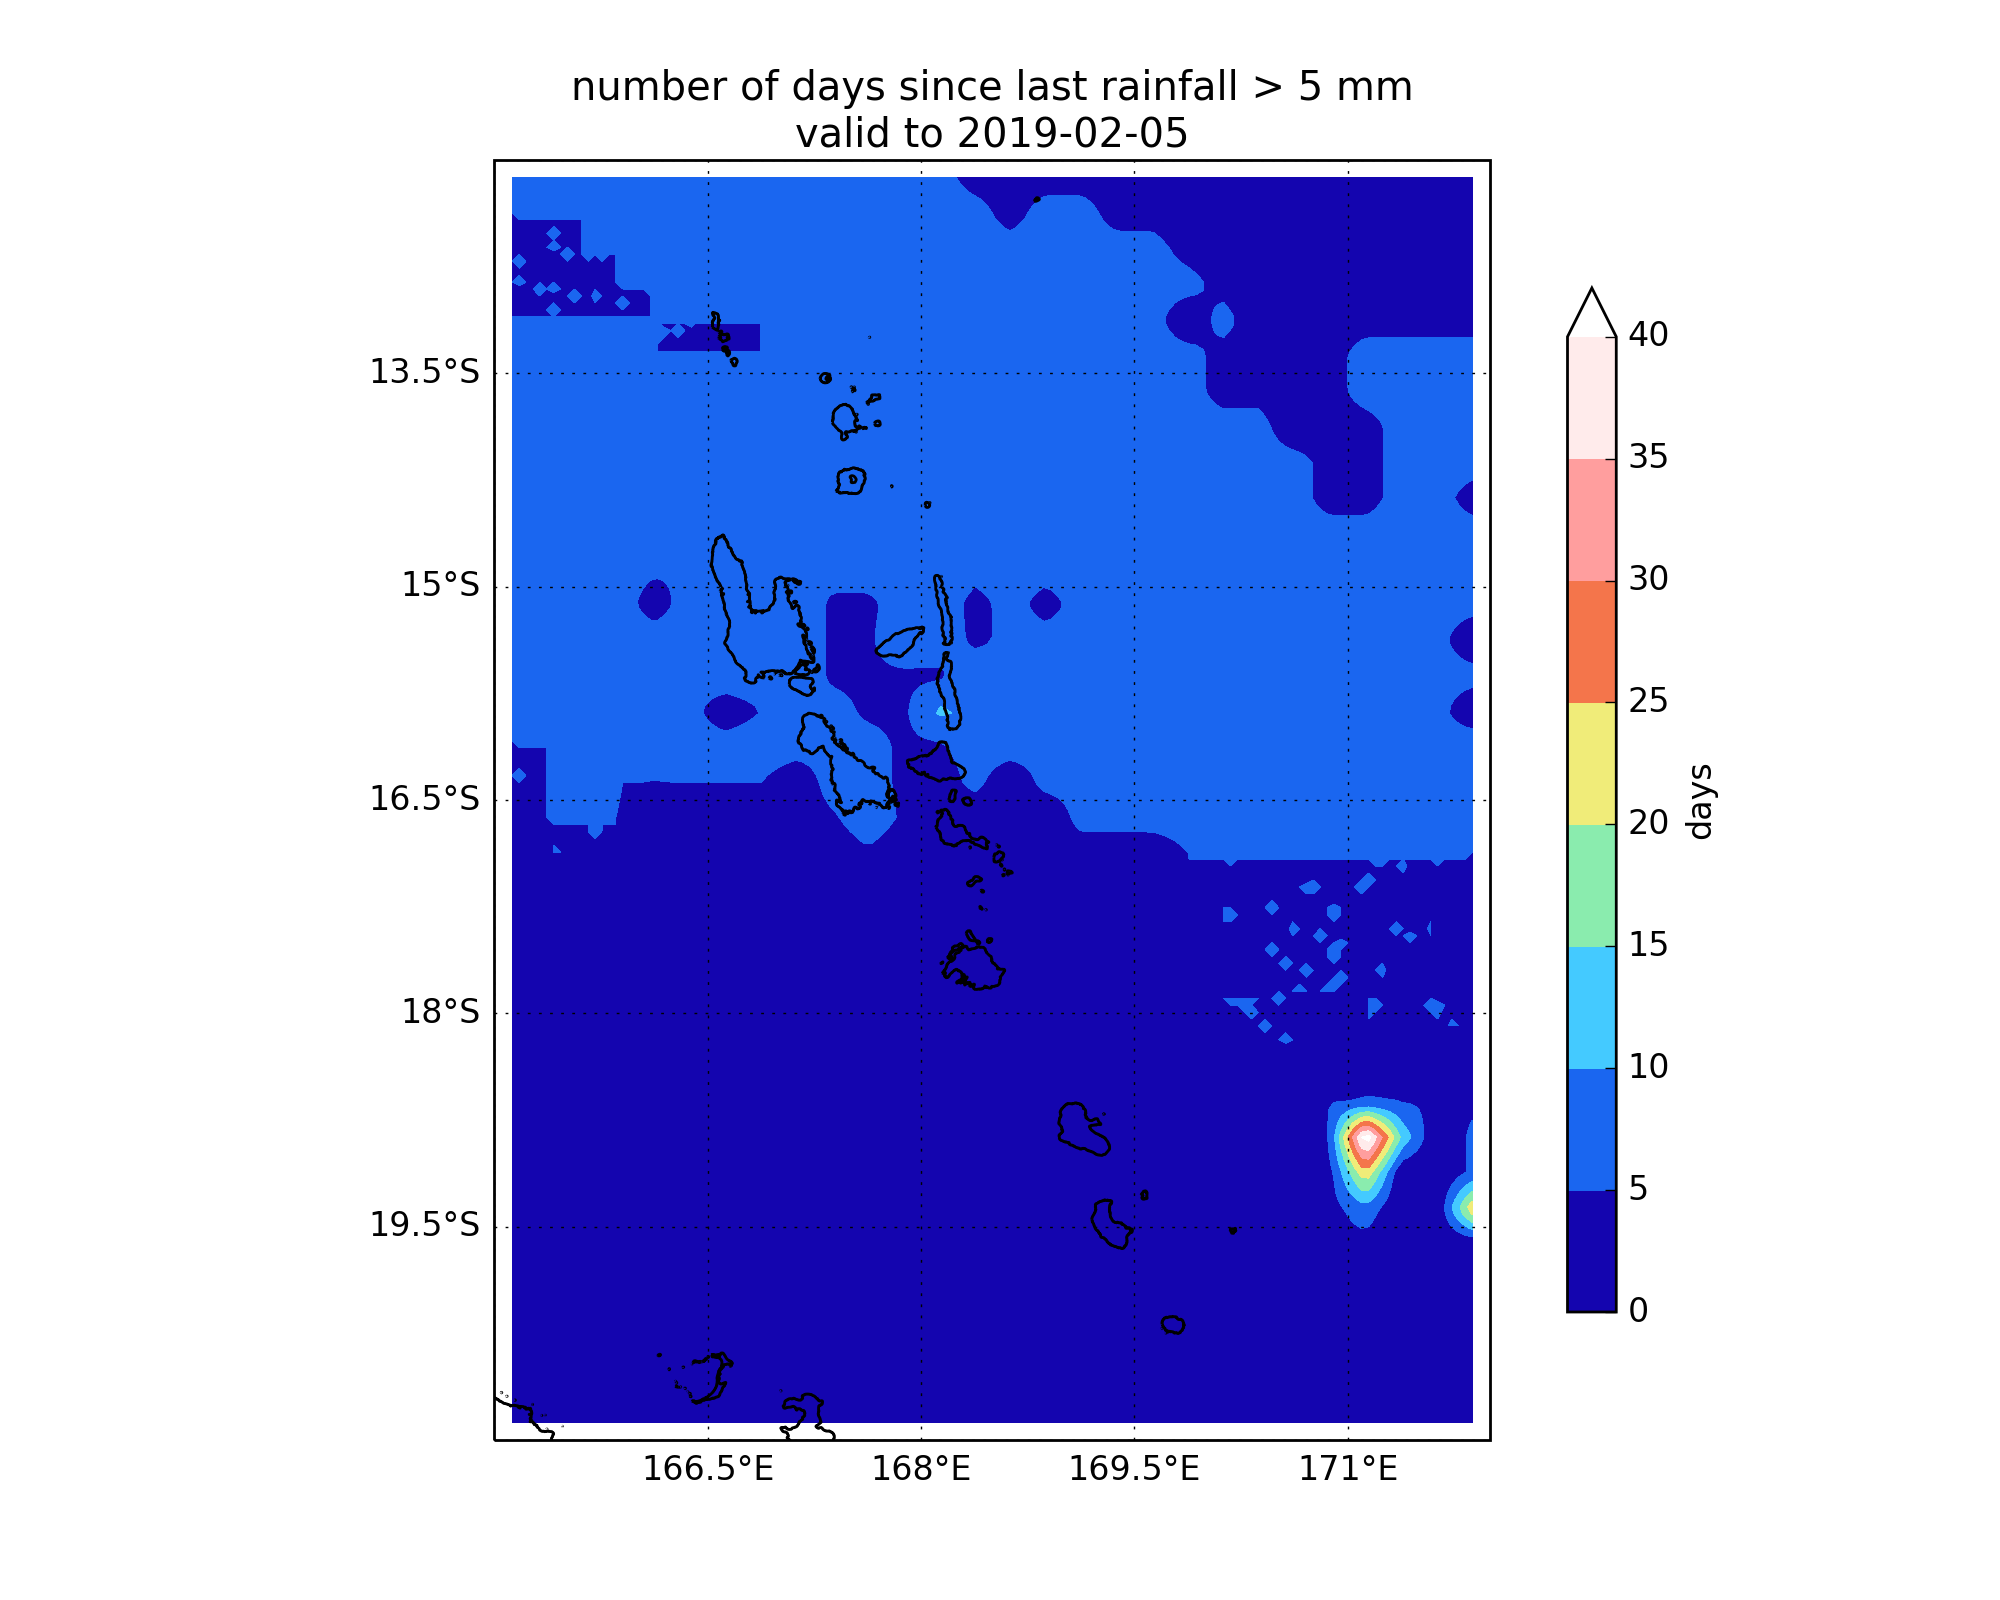 number of days since last rainfall > 5 mm
valid to 2019-02-05
13.5°S
15°S
16.5°S
18°S
19.5°S
166.5°E
168°E
169.5°E
171°E
40
35
30
25
20
15
10
5
0
days